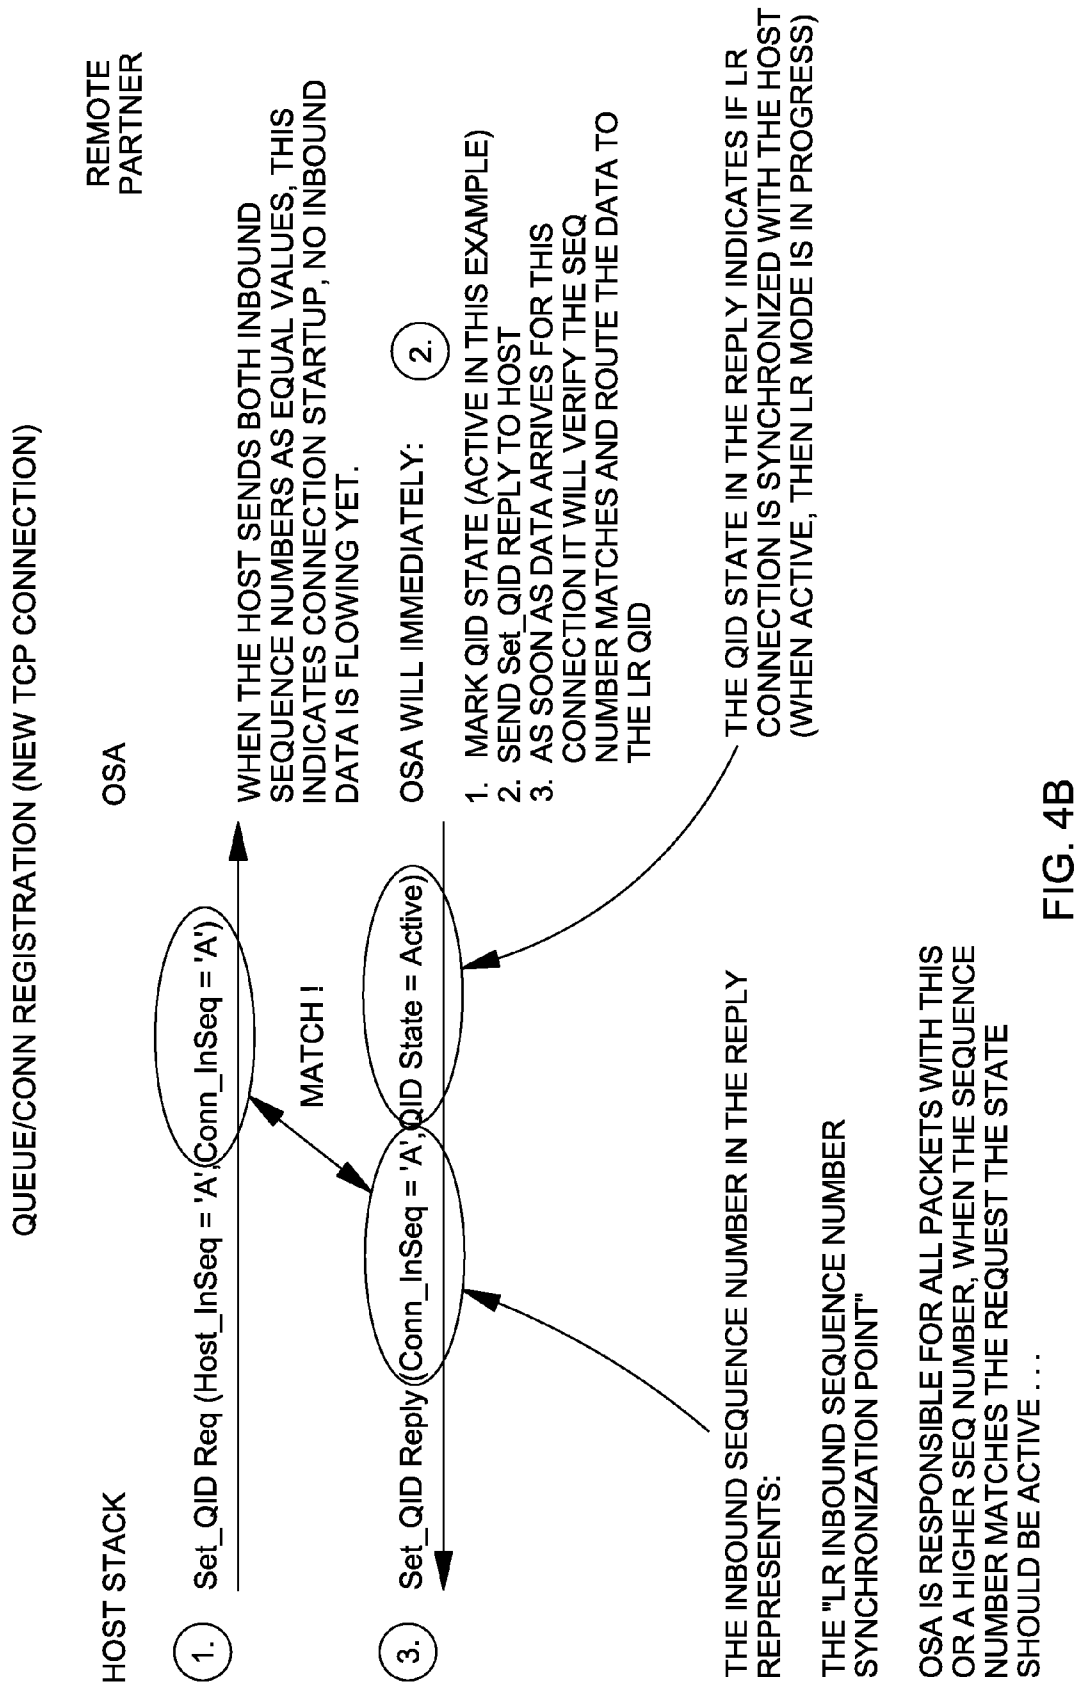 QUEUE/CONN REGISTRATION (NEW TCP CONNECTION)
HOST STACK
OSA
REMOTE
PARTNER
1.
Set_QID Req (Host_InSeq = 'A',Conn_InSeq = 'A')
WHEN THE HOST SENDS BOTH INBOUND
SEQUENCE NUMBERS AS EQUAL VALUES, THIS
INDICATES CONNECTION STARTUP, NO INBOUND
DATA IS FLOWING YET.
MATCH !
OSA WILL IMMEDIATELY:
2.
3.
Set_QID Reply (Conn_InSeq = 'A',QID State = Active)
1. MARK QID STATE (ACTIVE IN THIS EXAMPLE)
2. SEND Set_QID REPLY TO HOST
3. AS SOON AS DATA ARRIVES FOR THIS
CONNECTION IT WILL VERIFY THE SEQ
NUMBER MATCHES AND ROUTE THE DATA TO
THE LR QID
THE INBOUND SEQUENCE NUMBER IN THE REPLY
REPRESENTS:
THE QID STATE IN THE REPLY INDICATES IF LR
CONNECTION IS SYNCHRONIZED WITH THE HOST
(WHEN ACTIVE, THEN LR MODE IS IN PROGRESS)
THE "LR INBOUND SEQUENCE NUMBER
SYNCHRONIZATION POINT"
OSA IS RESPONSIBLE FOR ALL PACKETS WITH THIS
OR A HIGHER SEQ NUMBER, WHEN THE SEQUENCE
NUMBER MATCHES THE REQUEST THE STATE
SHOULD BE ACTIVE . . .
FIG. 4B